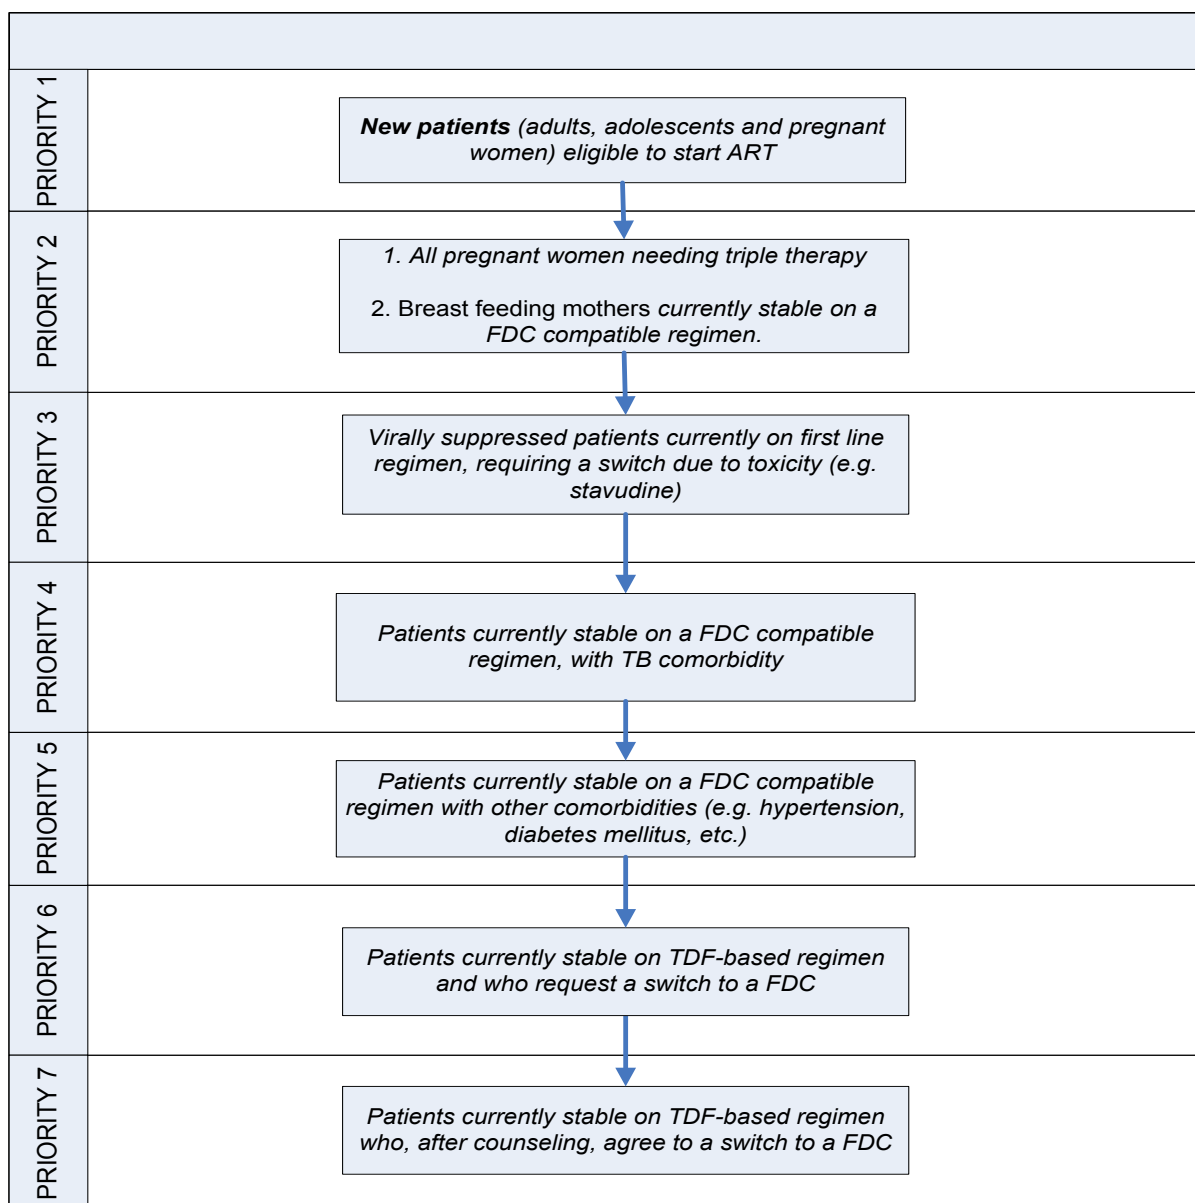 PRIORITY 1
New patients (adults, adolescents and pregnant
women) eligible to start ART
PRIORITY 2
1. All pregnant women needing triple therapy
2. Breast feeding mothers currently stable on a
FDC compatible regimen.
PRIORITY 3
Virally suppressed patients currently on first line
regimen, requiring a switch due to toxicity (e.g.
stavudine)
PRIORITY 4
Patients currently stable on a FDC compatible
regimen, with TB comorbidity
PRIORITY 5
Patients currently stable on a FDC compatible
regimen with other comorbidities (e.g. hypertension,
diabetes mellitus, etc.)
PRIORITY 6
Patients currently stable on TDF-based regimen
and who request a switch to a FDC
PRIORITY 7
Patients currently stable on TDF-based regimen
who, after counseling, agree to a switch to a FDC